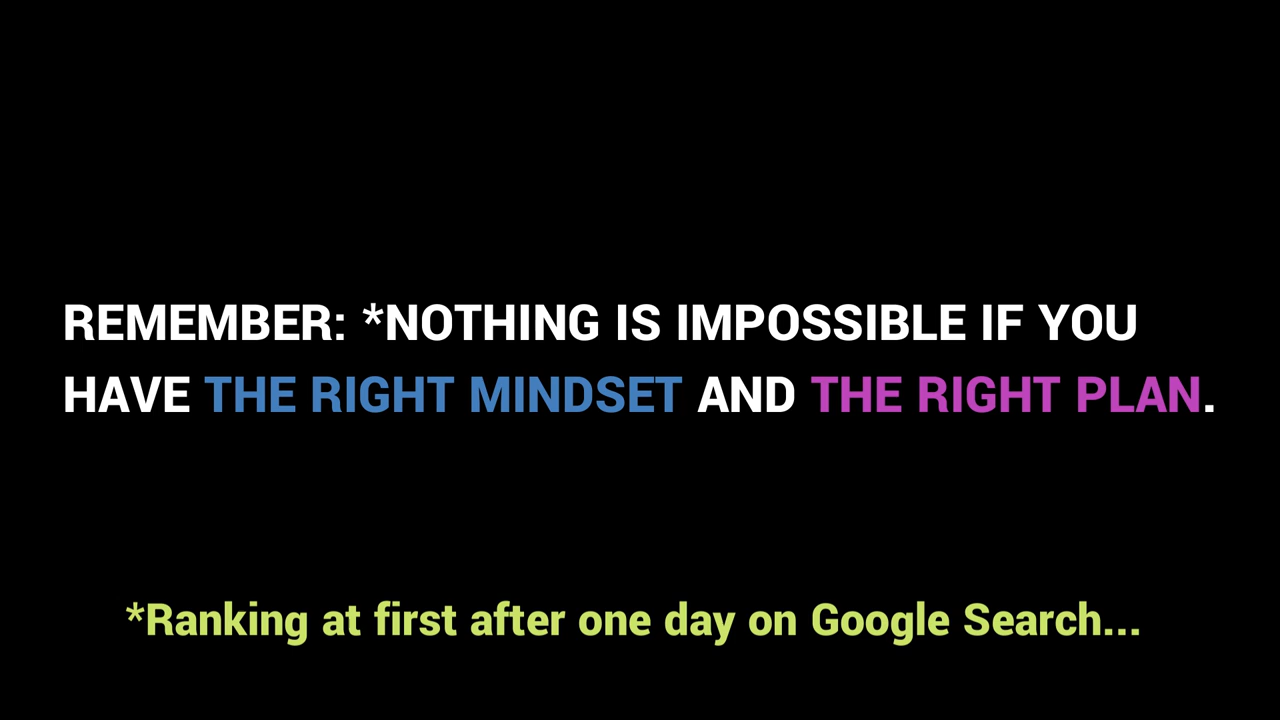 REMEMBER: *NOTHING IS IMPOSSIBLE IF YOU
HAVE THE RIGHT MINDSET AND THE RIGHT PLAN.
*Ranking at first after one day on Google Search...